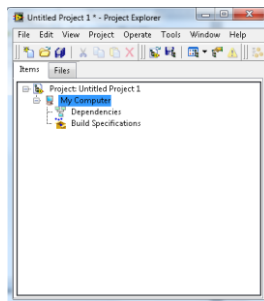 Untitled Project 1 * - Project Explorer
File Edit View Project Operate Tools Window Help
Items Files
Project: Untitled Project 1
My Computer
Dependencies
Build Specifications